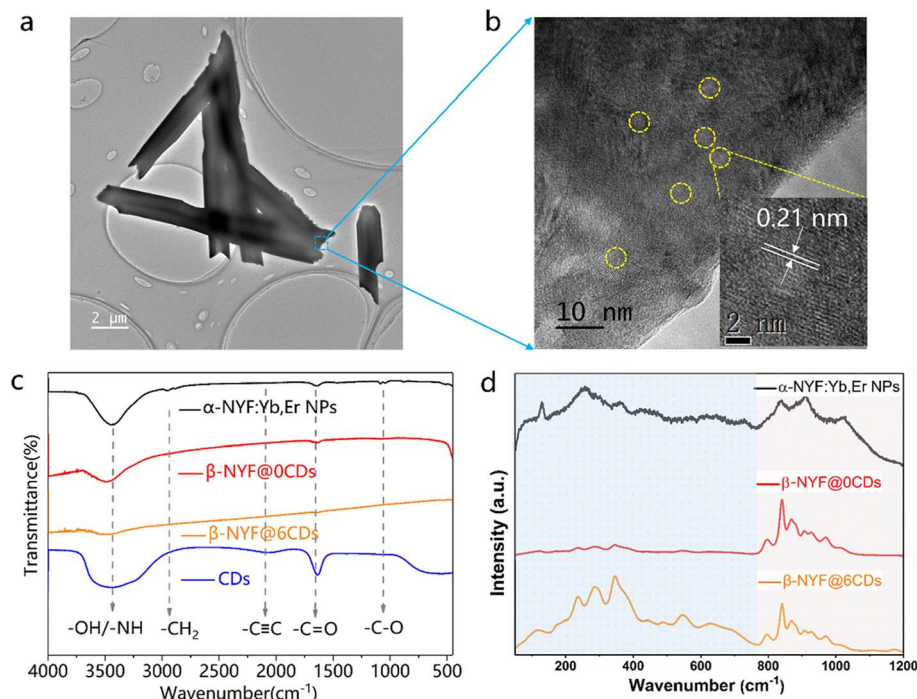 a
2 μm
b
0.21 nm
10 nm
2 nm
c
Transmittance(%)
α-NYF:Yb,Er NPs
β-NYF@0CDs
β-NYF@6CDs
CDs
-OH/-NH
-CH₂
-C≡C
-C=O
-C-O
4000 3500 3000 2500 2000 1500 1000 500
Wavenumber(cm⁻¹)
d
Intensity (a.u.)
α-NYF:Yb,Er NPs
β-NYF@0CDs
β-NYF@6CDs
200 400 600 800 1000 1200
Wavenumber (cm⁻¹)